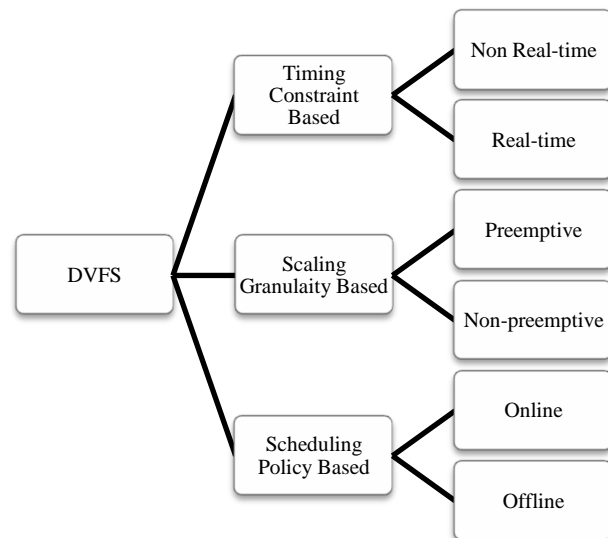 DVFS
Timing
Constraint
Based
Non Real-time
Real-time
Scaling
Granulaity Based
Preemptive
Non-preemptive
Scheduling
Policy Based
Online
Offline